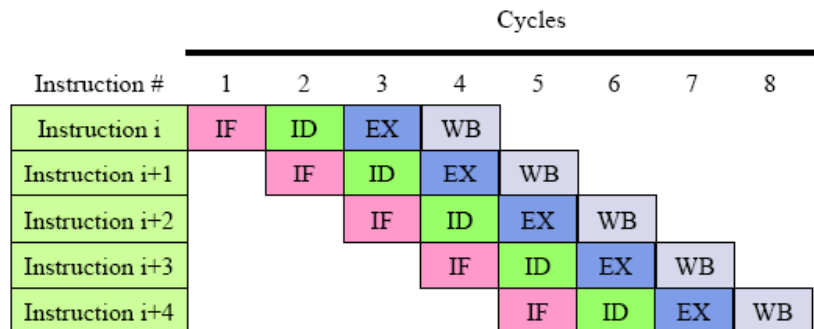 Cycles
Instruction # 1 2 3 4 5 6 7 8
Instruction i IF ID EX WB
Instruction i+1 IF ID EX WB
Instruction i+2 IF ID EX WB
Instruction i+3 IF ID EX WB
Instruction i+4 IF ID EX WB